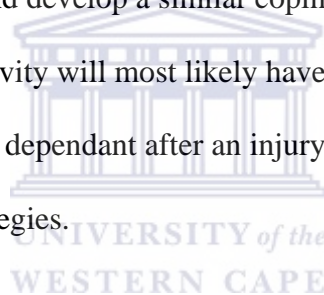 d develop a similar copin
vity will most likely have
dependant after an injury
egies.
UNIVERSITY of the
WESTERN CAPE